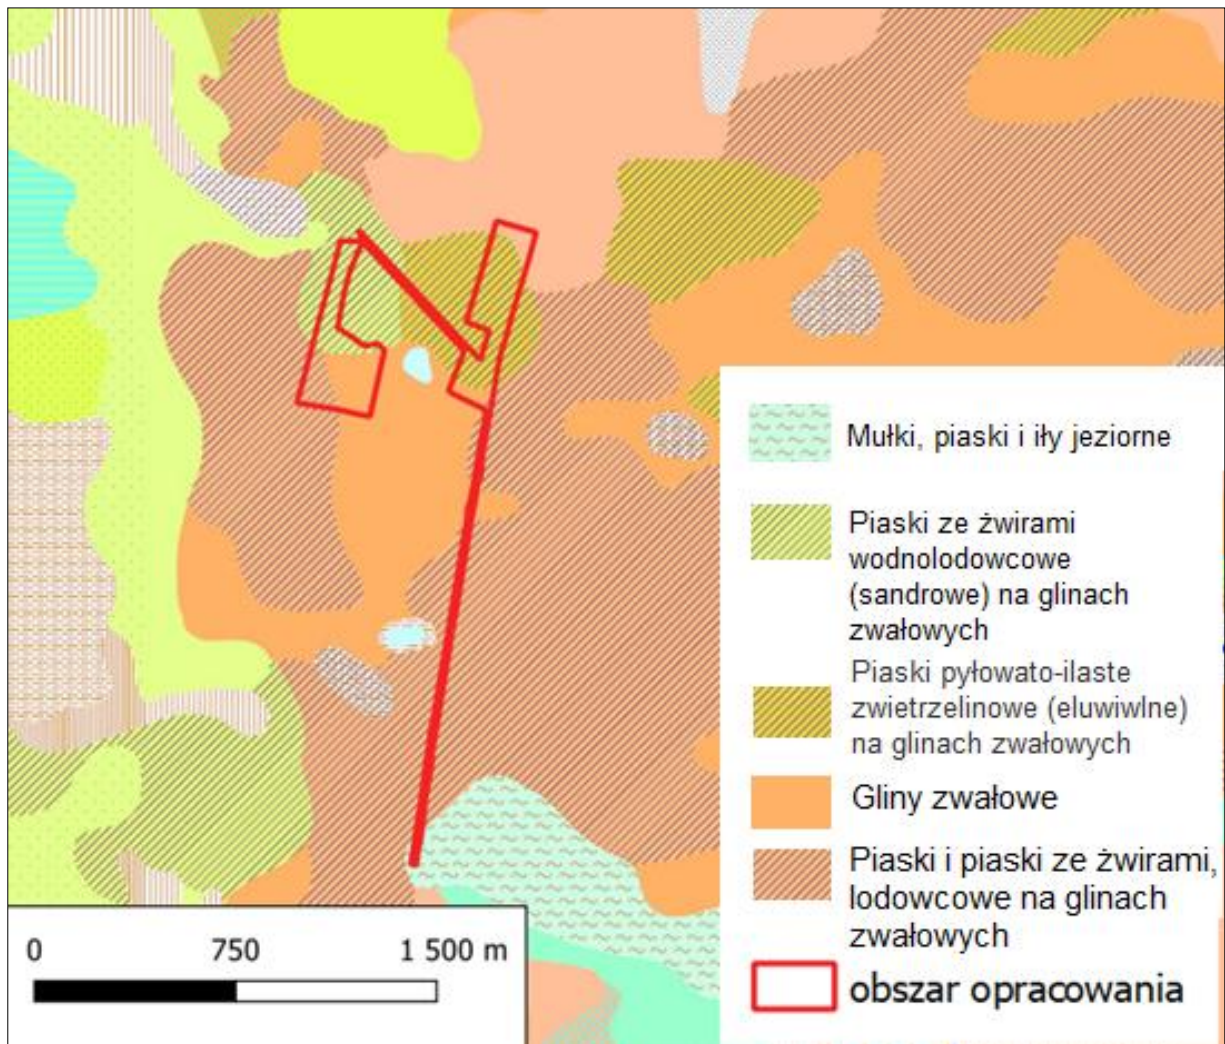 Mułki, piaski i iły jeziorne
Piaski ze żwirami
wodnolodowcowe
(sandrowe) na glinach
zwałowych
Piaski pyłowato-ilaste
zwietrzelinowe (eluwiwlne)
na glinach zwałowych
Gliny zwałowe
Piaski i piaski ze żwirami,
lodowcowe na glinach
zwałowych
obszar opracowania
0 750 1 500 m